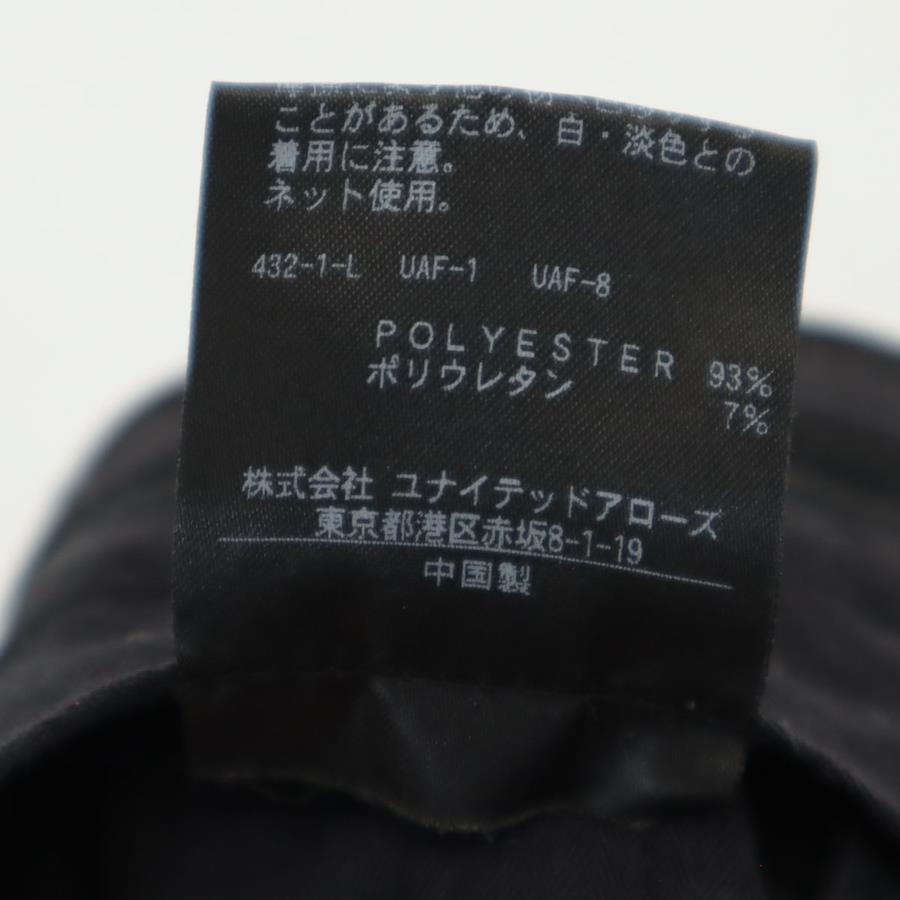 ことがあるため、白・淡色との
着用に注意。
ネット使用。
432-1-L UAF-1 UAF-8
POLYESTER 93%
ポリウレタン 7%
株式会社 ユナイテッドアローズ
東京都港区赤坂8-1-19
中国製